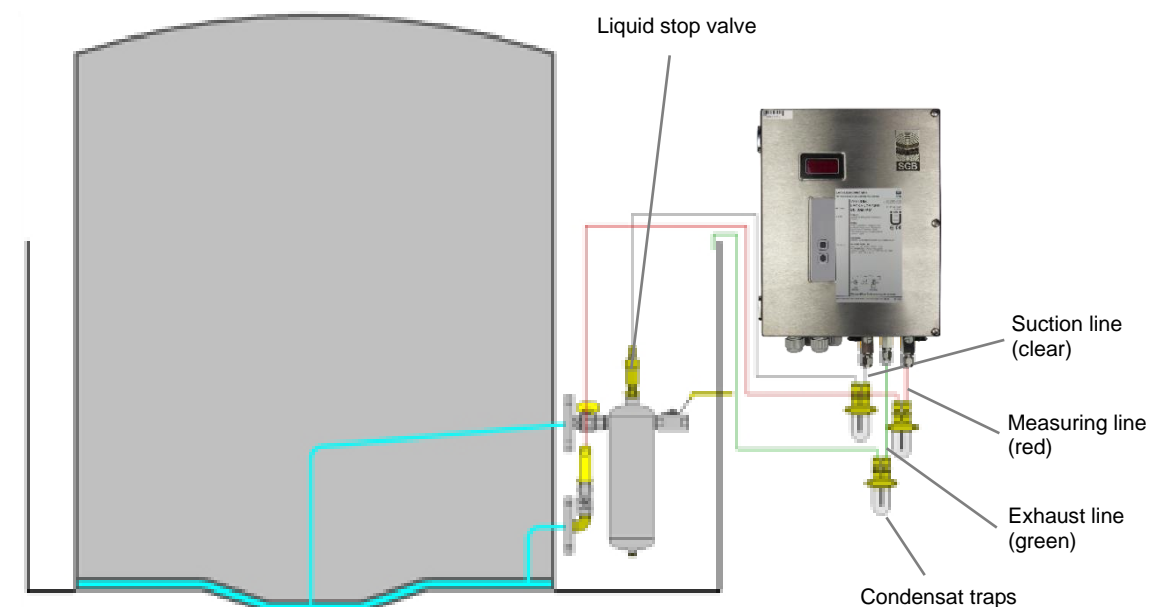 Liquid stop valve
SGB
Suction line
(clear)
Measuring line
(red)
Exhaust line
(green)
Condensat traps